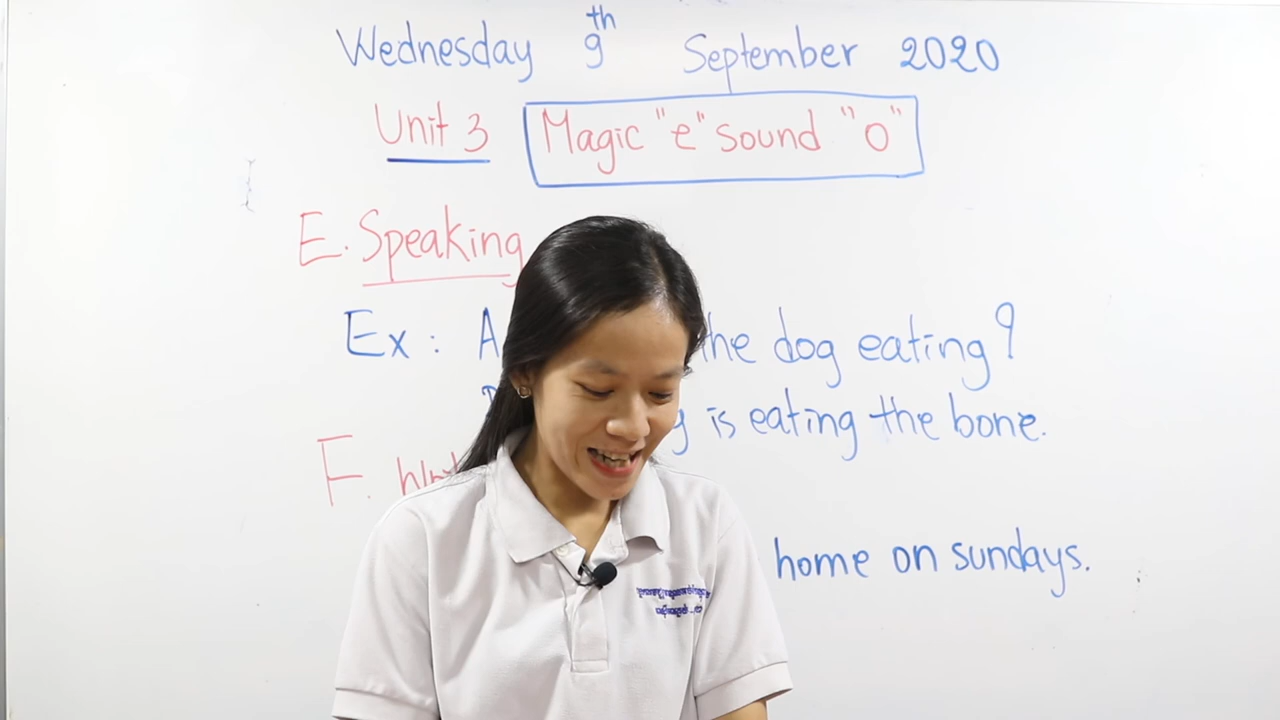 Wednesday 9th September 2020
Unit 3 Magic "e" sound "o"
E. Speaking
Ex: A the dog eating?
is eating the bone.
F.
home on sundays.